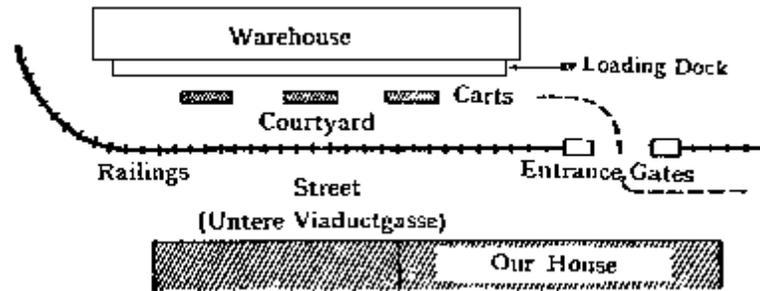 Warehouse
Loading Dock
Carts
Courtyard
Railings
Entrance Gates
Street
(Untere Viaductgasse)
Our House